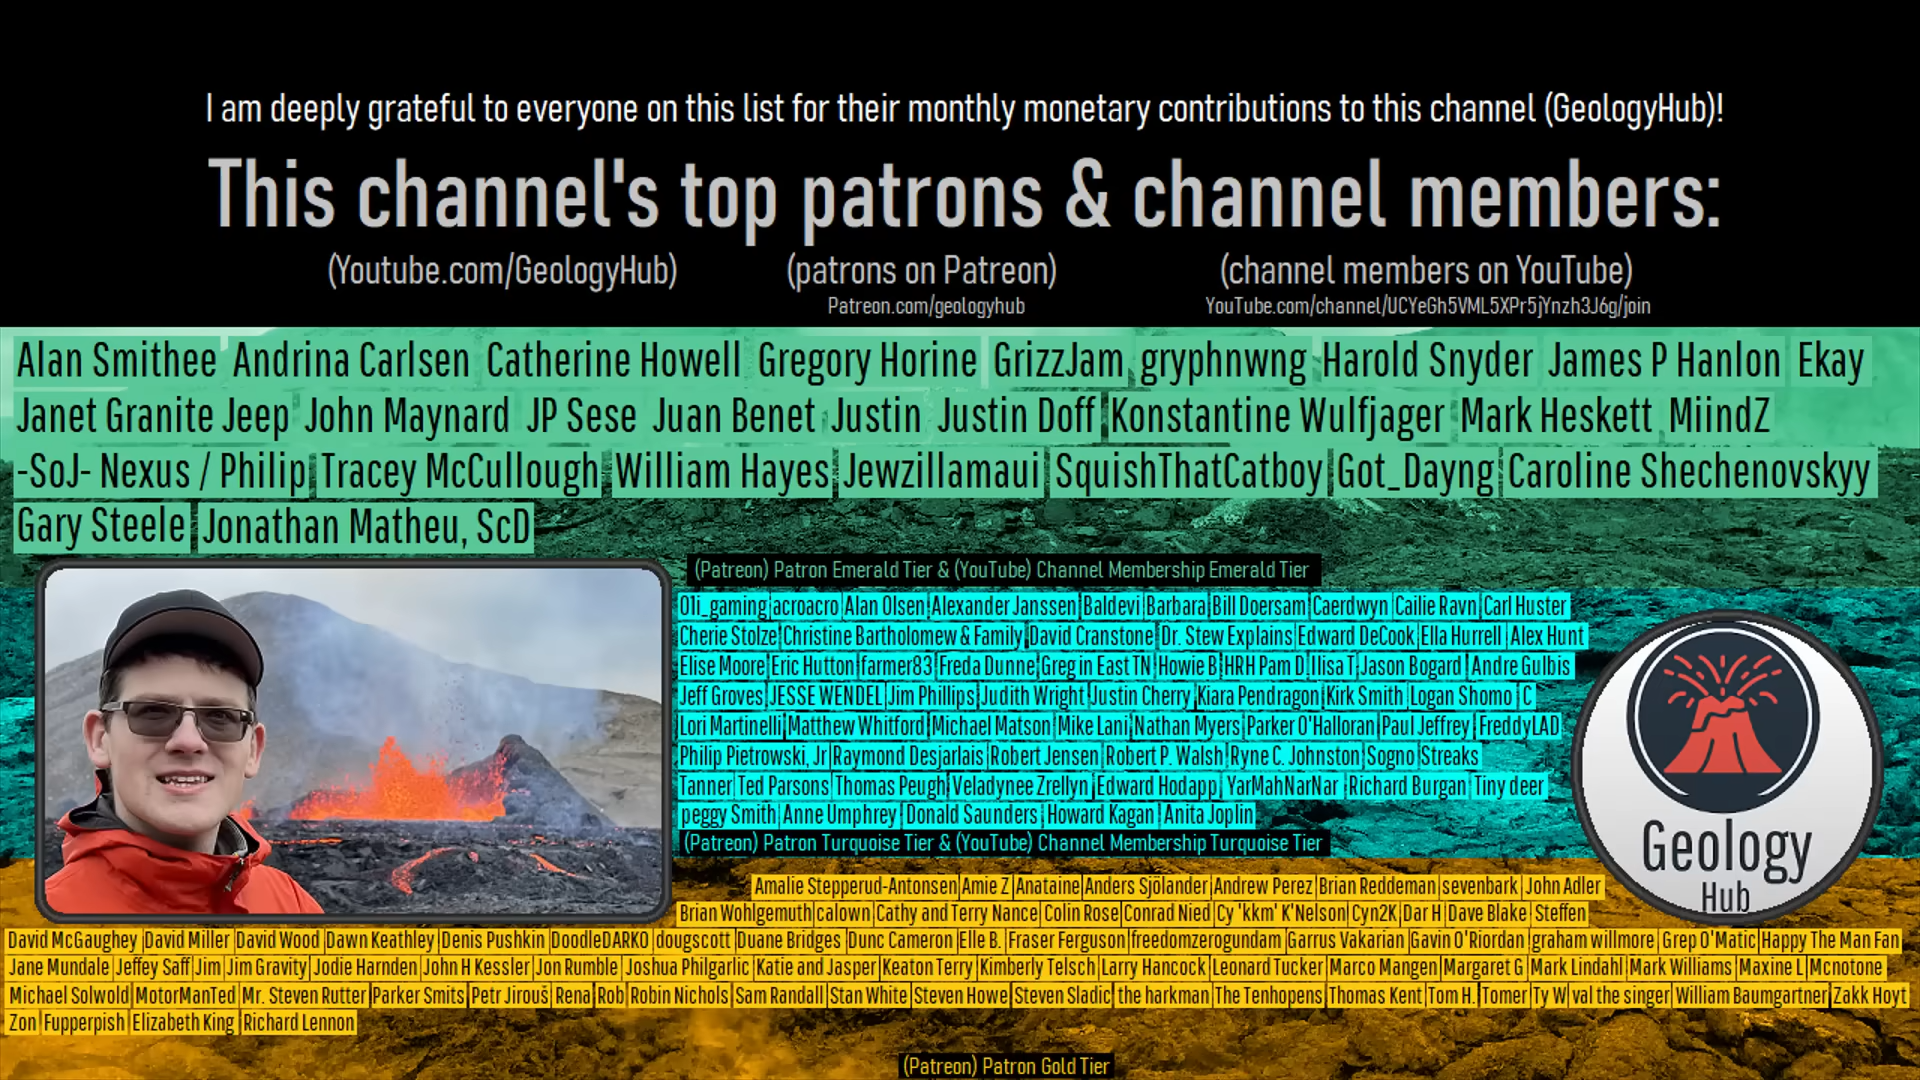 I am deeply grateful to everyone on this list for their monthly monetary contributions to this channel (GeologyHub)!
This channel's top patrons & channel members:
(Youtube.com/GeologyHub) (patrons on Patreon) (channel members on YouTube)
Patreon.com/geologyhub YouTube.com/channel/UCYeGh5VML5XPr5jYnzh3J6g/join
Alan Smithee Andrina Carlsen Catherine Howell Gregory Horine GrizzJam gryphnwng Harold Snyder James P Hanlon Ekay
Janet Granite Jeep John Maynard JP Sese Juan Benet Justin Justin Doff Konstantine Wulfjager Mark Heskett MiindZ
-SoJ- Nexus / Philip Tracey McCullough William Hayes Jewzillamaui SquishThatCatboy Got_Dayng Caroline Shechenovskyy
Gary Steele Jonathan Matheu, ScD
(Patreon) Patron Emerald Tier & (YouTube) Channel Membership Emerald Tier
01i_gaming acroacro Alan Olsen Alexander Janssen Baldevi Barbara Bill Doersam Caerdwyn Cailie Ravn Carl Huster
Cherie Stolze Christine Bartholomew & Family David Cranstone Dr. Stew Explains Edward DeCook Ella Hurrell Alex Hunt
Elise Moore Eric Hutton farmer83 Freda Dunne Greg in East TN Howie B HRH Pam D Ilisa T Jason Bogard Andre Gulbis
Jeff Groves JESSE WENDEL Jim Phillips Judith Wright Justin Cherry Kiara Pendragon Kirk Smith Logan Shomo C
Lori Martinelli Matthew Whitford Michael Matson Mike Lani Nathan Myers Parker O'Halloran Paul Jeffrey FreddyLAD
Philip Pietrowski, Jr Raymond Desjarlais Robert Jensen Robert P. Walsh Ryne C. Johnston Sogno Streaks
Tanner Ted Parsons Thomas Peugh Veladynee Zrellyn Edward Hodapp YarMahNarNar Richard Burgan Tiny deer
peggy Smith Anne Umphrey Donald Saunders Howard Kagan Anita Joplin
(Patreon) Patron Turquoise Tier & (YouTube) Channel Membership Turquoise Tier
Geology
Hub
Amalie Stepperud-Antonsen Amie Z Anataine Anders Sjölander Andrew Perez Brian Reddeman sevenbark John Adler
Brian Wohlgemuth calown Cathy and Terry Nance Colin Rose Conrad Nied Cy 'kkm' K'Nelson Cyn2K Dar H Dave Blake Steffen
David McGaughey David Miller David Wood Dawn Keathley Denis Pushkin DoodleDARKO dougscott Duane Bridges Dunc Cameron Elle B. Fraser Ferguson freedomzerogundam Garrus Vakarian Gavin O'Riordan graham willmore Grep O'Matic Happy The Man Fan
Jane Mundale Jeffey Saff Jim Jim Gravity Jodie Harnden John H Kessler Jon Rumble Joshua Philgarlic Katie and Jasper Keaton Terry Kimberly Telsch Larry Hancock Leonard Tucker Marco Mangen Margaret G Mark Lindahl Mark Williams Maxine L Mcnotone
Michael Solwold MotorManTed Mr. Steven Rutter Parker Smits Petr Jirouš Rena Rob Robin Nichols Sam Randall Stan White Steven Howe Steven Sladic the harkman The Tenhopens Thomas Kent Tom H. Tomer Ty W val the singer William Baumgartner Zakk Hoyt
Zon Fupperpish Elizabeth King Richard Lennon
(Patreon) Patron Gold Tier